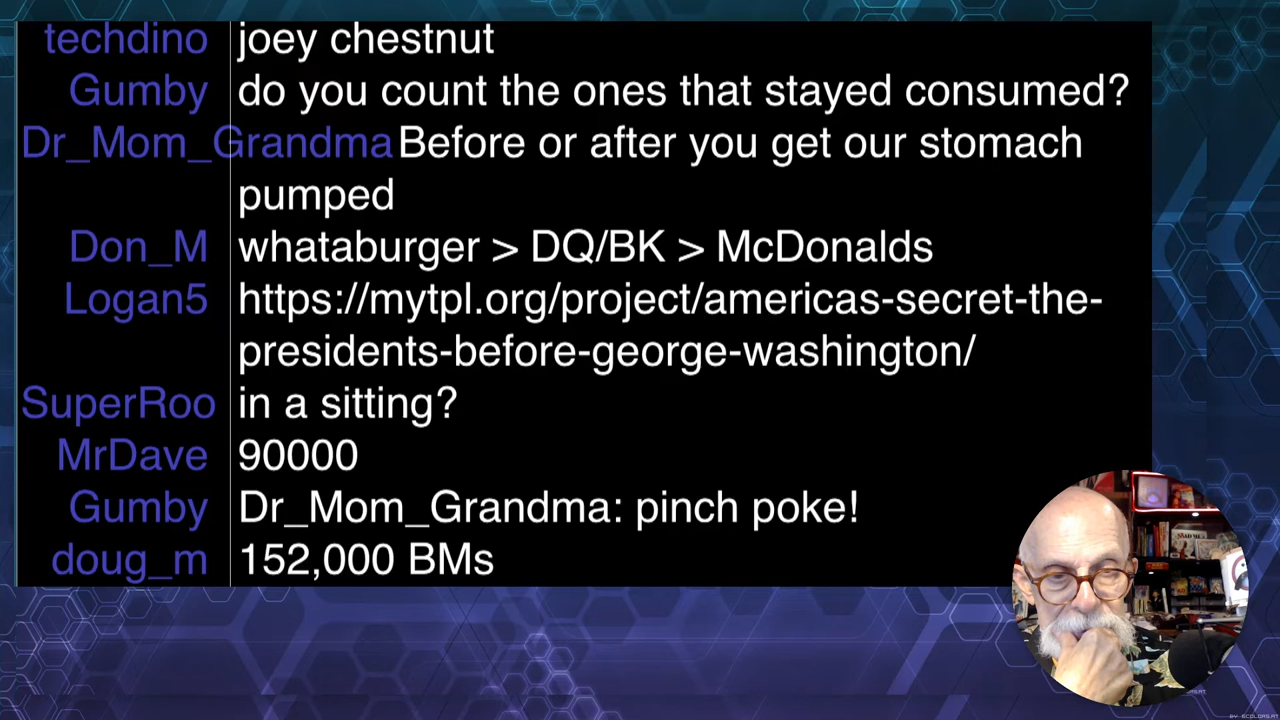 techdino joey chestnut
Gumby do you count the ones that stayed consumed?
Dr_Mom_Grandma Before or after you get our stomach
pumped
Don_M whataburger > DQ/BK > McDonalds
Logan5 https://mytpl.org/project/americas-secret-the-
presidents-before-george-washington/
SuperRoo in a sitting?
MrDave 90000
Gumby Dr_Mom_Grandma: pinch poke!
doug_m 152,000 BMs